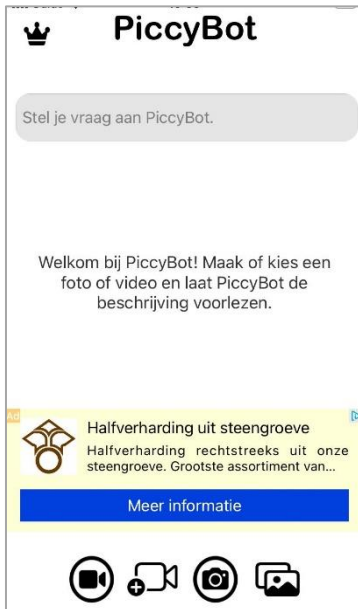 PiccyBot
Stel je vraag aan PiccyBot.
Welkom bij PiccyBot! Maak of kies een
foto of video en laat PiccyBot de
beschrijving voorlezen.
Ad
Halfverharding uit steengroeve
Halfverharding rechtstreeks uit onze
steengroeve. Grootste assortiment van...
Meer informatie